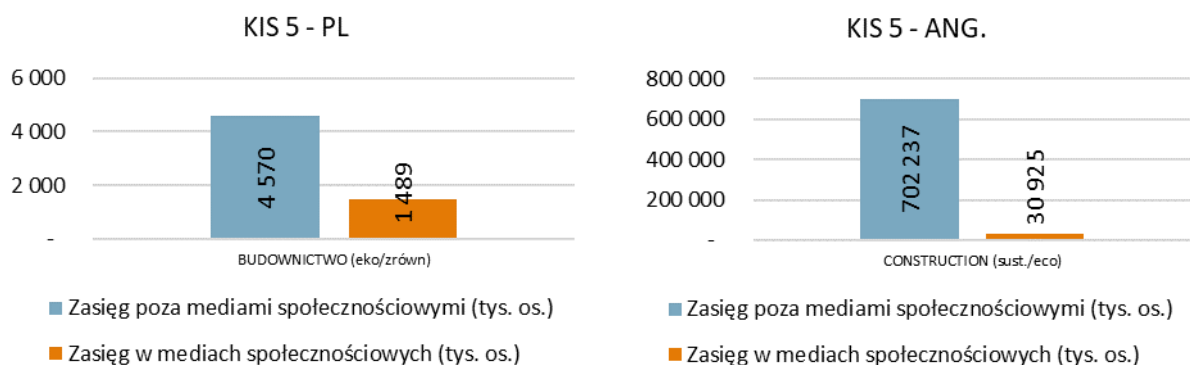 KIS 5 - PL
6 000
4 000
2 000
-
4 570
1 489
BUDOWNICTWO (eko/zrówn)
Zasięg poza mediami społecznościowymi (tys. os.)
Zasięg w mediach społecznościowych (tys. os.)
KIS 5 - ANG.
800 000
600 000
400 000
200 000
-
702 237
30 925
CONSTRUCTION (sust./eco)
Zasięg poza mediami społecznościowymi (tys. os.)
Zasięg w mediach społecznościowych (tys. os.)